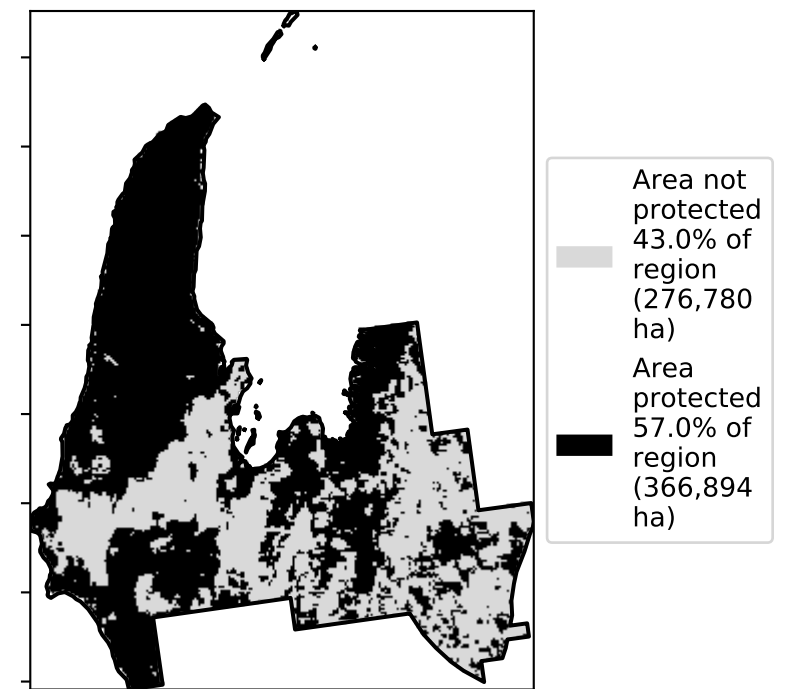 Area not
protected
43.0% of
region
(276,780
ha)
Area
protected
57.0% of
region
(366,894
ha)